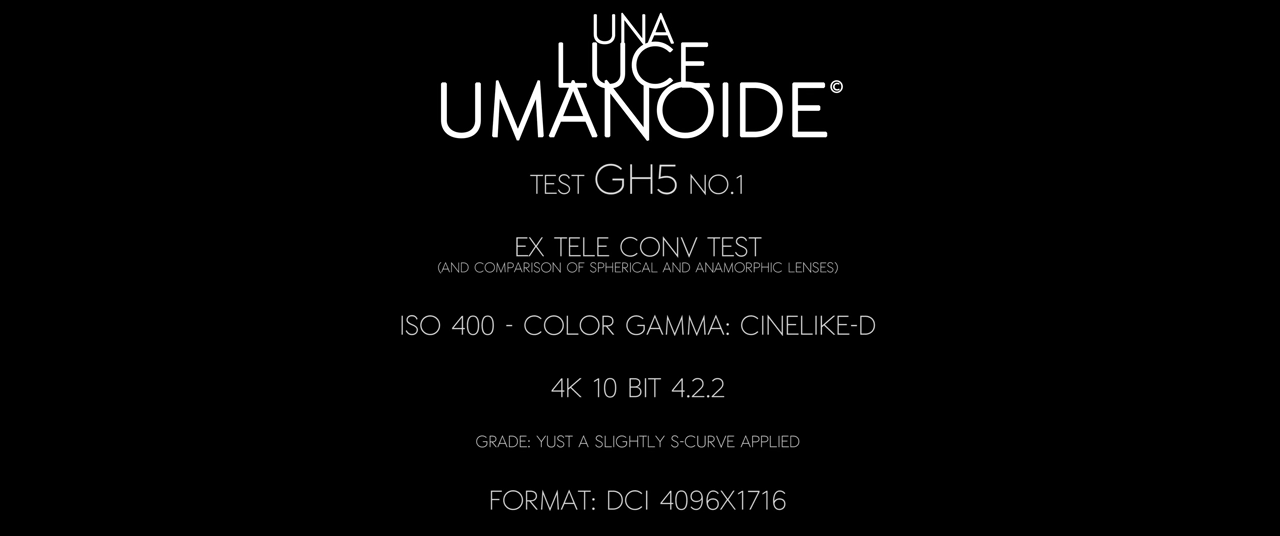 UNA
LUCE
UMANOIDE©
TEST GH5 NO.1
EX TELE CONV TEST
(AND COMPARISON OF SPHERICAL AND ANAMORPHIC LENSES)
ISO 400 - COLOR GAMMA: CINELIKE-D
4K 10 BIT 4.2.2
GRADE: YUST A SLIGHTLY S-CURVE APPLIED
FORMAT: DCI 4096X1716